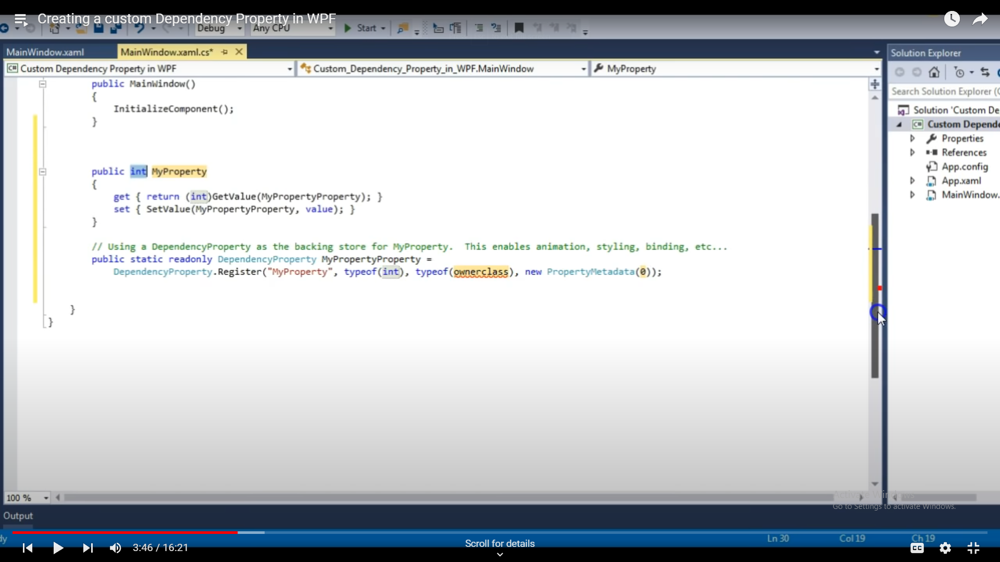 Creating a custom Dependency Property in WPF
Debug Any CPU Start
MainWindow.xaml MainWindow.xaml.cs*
Solution Explorer
C# Custom Dependency Property in WPF Custom_Dependency_Property_in_WPF.MainWindow MyProperty
public MainWindow()
{
InitializeComponent();
}
public int MyProperty
{
get { return (int)GetValue(MyPropertyProperty); }
set { SetValue(MyPropertyProperty, value); }
}
// Using a DependencyProperty as the backing store for MyProperty.  This enables animation, styling, binding, etc...
public static readonly DependencyProperty MyPropertyProperty =
DependencyProperty.Register("MyProperty", typeof(int), typeof(ownerclass), new PropertyMetadata(0));
}
}
Search Solution Explorer (C
Solution 'Custom De
C# Custom Depende
Properties
References
App.config
App.xaml
MainWindow.
100 %
Activate Windows
Go to Settings to activate Windows.
Output
dy Ln 30 Col 19 Ch 19
3:46 / 16:21
Scroll for details
CC